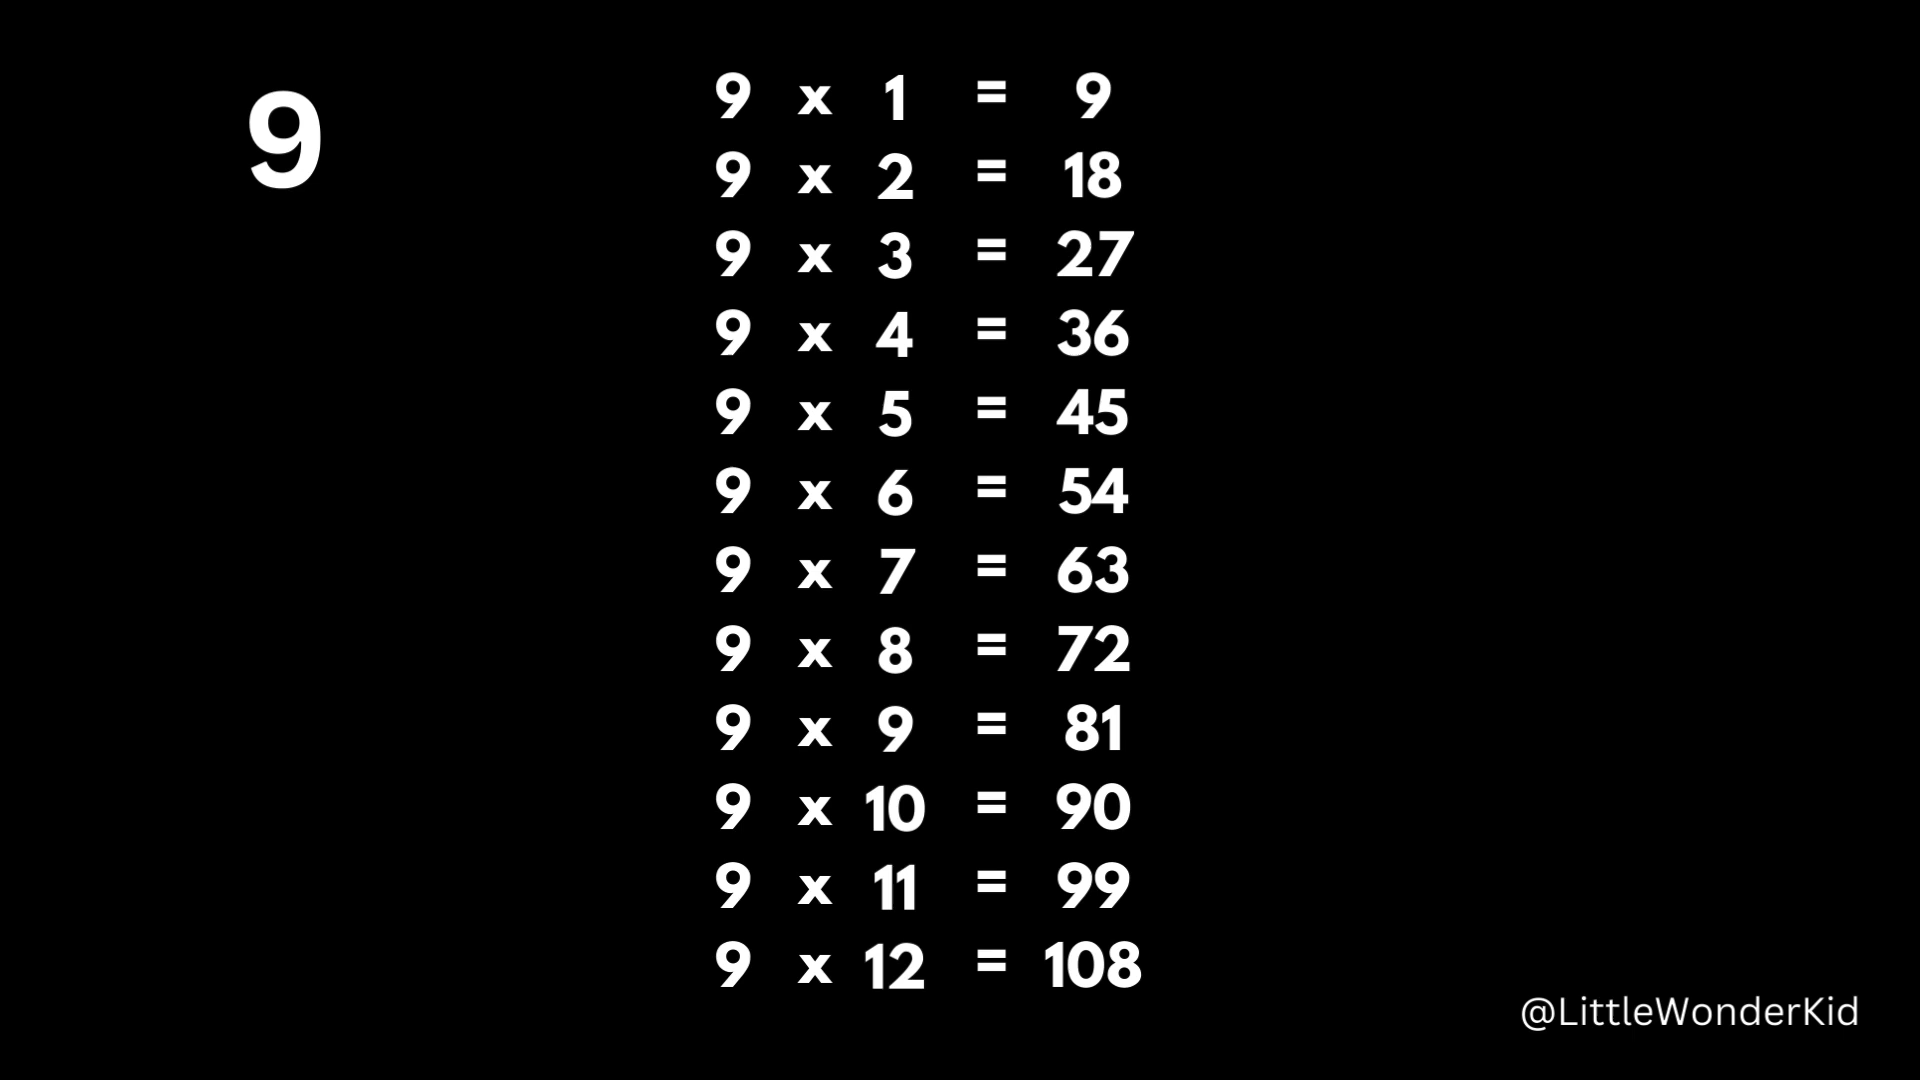 9
9 x 1 = 9
9 x 2 = 18
9 x 3 = 27
9 x 4 = 36
9 x 5 = 45
9 x 6 = 54
9 x 7 = 63
9 x 8 = 72
9 x 9 = 81
9 x 10 = 90
9 x 11 = 99
9 x 12 = 108
@LittleWonderKid